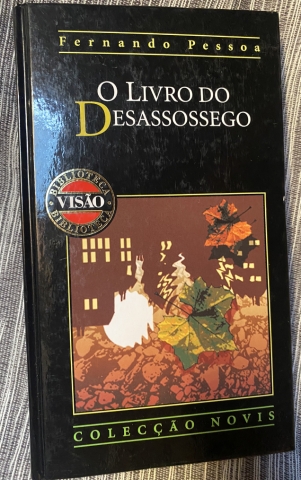 Fernando Pessoa
O LIVRO DO
DESASSOSSEGO
BIBLIOTECA
VISÃO
BIBLIOTECA
COLECÇÃO NOVIS